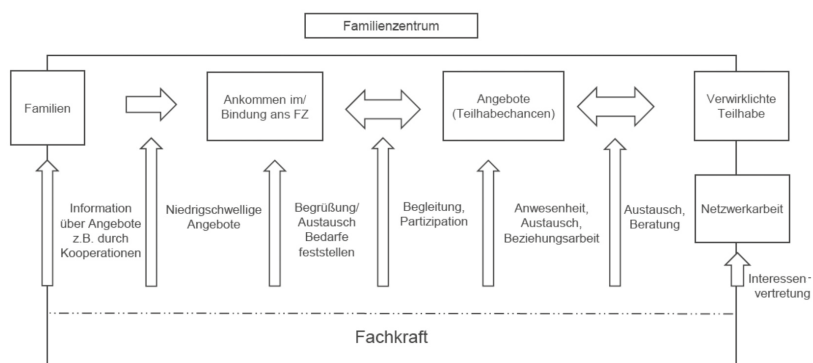 Familienzentrum
Familien
Ankommen im/
Bindung ans FZ
Angebote
(Teilhabechancen)
Verwirklichte
Teilhabe
Information
über Angebote
z.B. durch
Kooperationen
Niedrigschwellige
Angebote
Begrüßung/
Austausch
Bedarfe
feststellen
Begleitung,
Partizipation
Anwesenheit,
Austausch,
Beziehungsarbeit
Austausch,
Beratung
Netzwerkarbeit
Interessen-
vertretung
Fachkraft